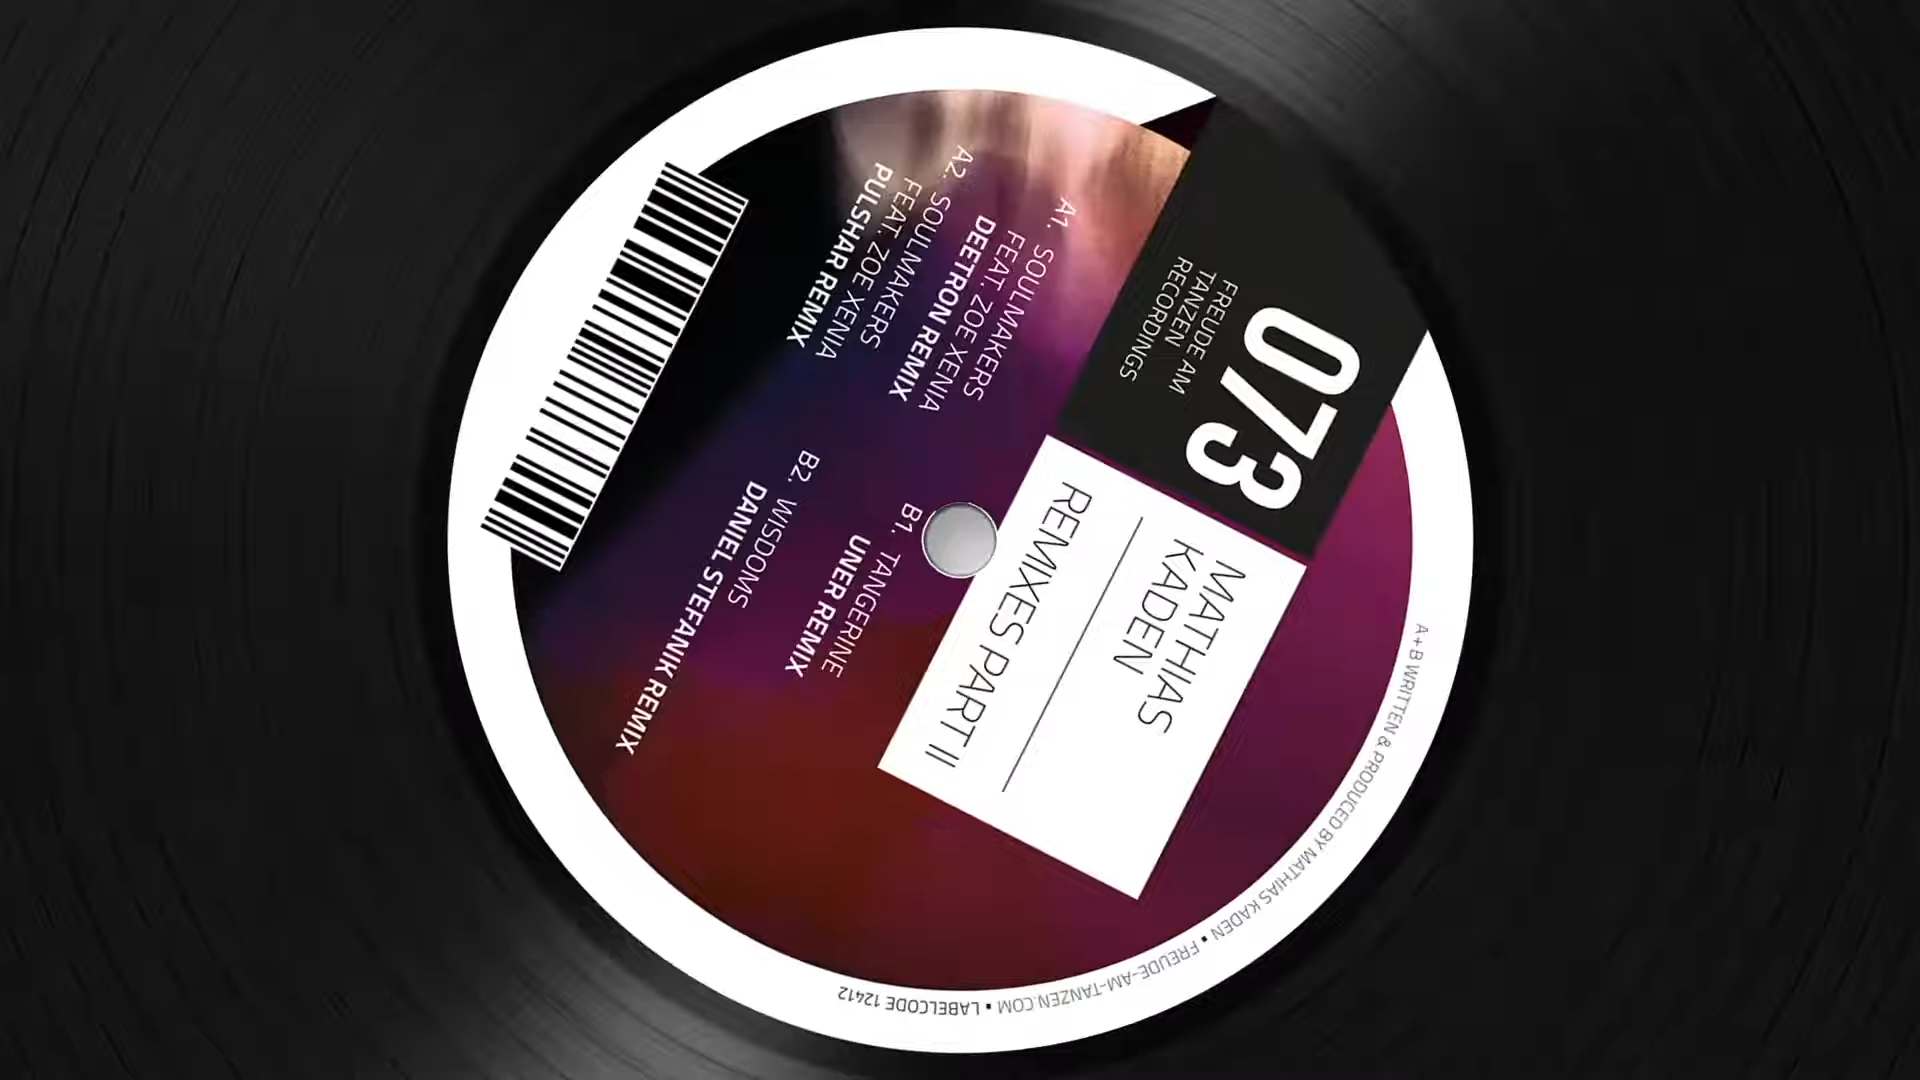 073
FREUDE AM
TANZEN
RECORDINGS
MATHIAS
KADEN
REMIXES PART II
A1. SOULMAKERS
FEAT. ZOE XENIA
DEETRON REMIX
A2. SOULMAKERS
FEAT. ZOE XENIA
PULSHAR REMIX
B1. TANGERINE
UNER REMIX
B2. WISDOMS
DANIEL STEFANIK REMIX
A+B WRITTEN & PRODUCED BY MATHIAS KADEN ▪ FREUDE-AM-TANZEN.COM ▪ LABELCODE 12412